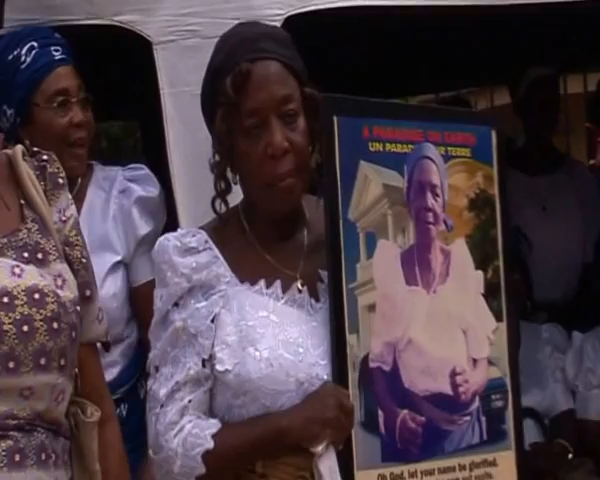 A PARADISE ON EARTH
UN PARADIS SUR TERRE
Oh God, let your name be glorified.